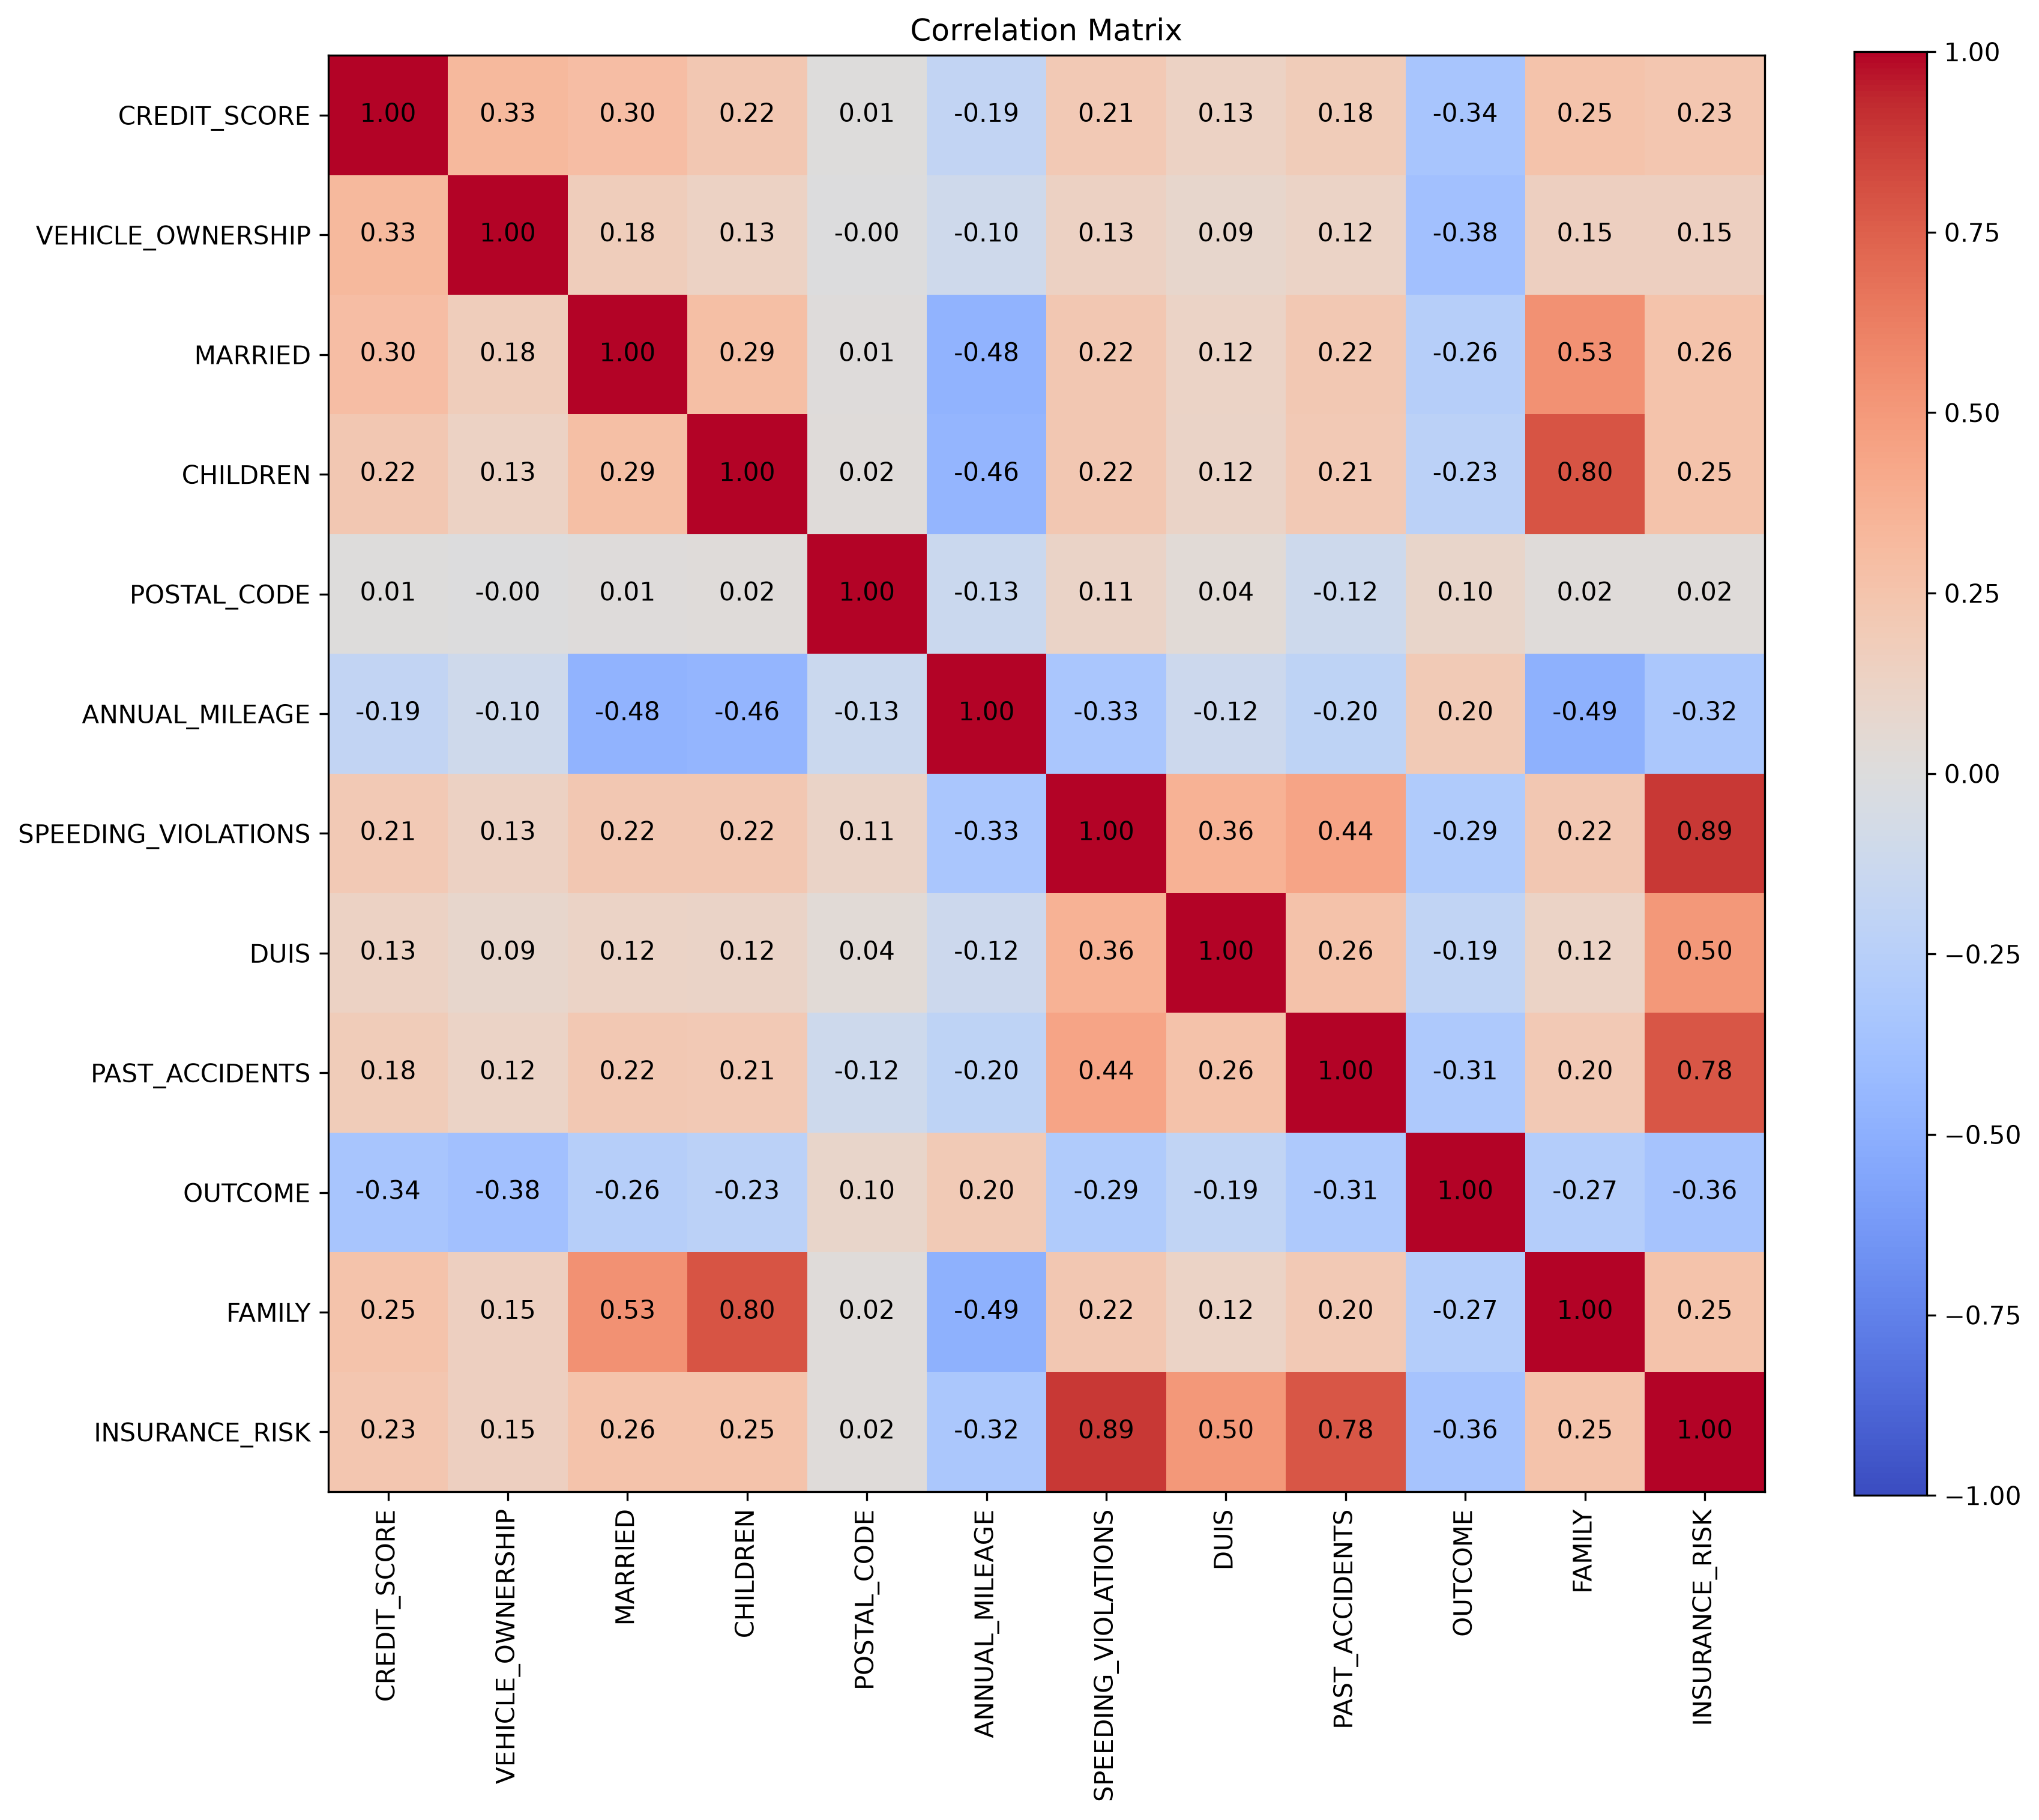 Correlation Matrix
CREDIT_SCORE 1.00 0.33 0.30 0.22 0.01 -0.19 0.21 0.13 0.18 -0.34 0.25 0.23
VEHICLE_OWNERSHIP 0.33 1.00 0.18 0.13 -0.00 -0.10 0.13 0.09 0.12 -0.38 0.15 0.15
MARRIED 0.30 0.18 1.00 0.29 0.01 -0.48 0.22 0.12 0.22 -0.26 0.53 0.26
CHILDREN 0.22 0.13 0.29 1.00 0.02 -0.46 0.22 0.12 0.21 -0.23 0.80 0.25
POSTAL_CODE 0.01 -0.00 0.01 0.02 1.00 -0.13 0.11 0.04 -0.12 0.10 0.02 0.02
ANNUAL_MILEAGE -0.19 -0.10 -0.48 -0.46 -0.13 1.00 -0.33 -0.12 -0.20 0.20 -0.49 -0.32
SPEEDING_VIOLATIONS 0.21 0.13 0.22 0.22 0.11 -0.33 1.00 0.36 0.44 -0.29 0.22 0.89
DUIS 0.13 0.09 0.12 0.12 0.04 -0.12 0.36 1.00 0.26 -0.19 0.12 0.50
PAST_ACCIDENTS 0.18 0.12 0.22 0.21 -0.12 -0.20 0.44 0.26 1.00 -0.31 0.20 0.78
OUTCOME -0.34 -0.38 -0.26 -0.23 0.10 0.20 -0.29 -0.19 -0.31 1.00 -0.27 -0.36
FAMILY 0.25 0.15 0.53 0.80 0.02 -0.49 0.22 0.12 0.20 -0.27 1.00 0.25
INSURANCE_RISK 0.23 0.15 0.26 0.25 0.02 -0.32 0.89 0.50 0.78 -0.36 0.25 1.00
CREDIT_SCORE
VEHICLE_OWNERSHIP
MARRIED
CHILDREN
POSTAL_CODE
ANNUAL_MILEAGE
SPEEDING_VIOLATIONS
DUIS
PAST_ACCIDENTS
OUTCOME
FAMILY
INSURANCE_RISK
1.00
0.75
0.50
0.25
0.00
−0.25
−0.50
−0.75
−1.00